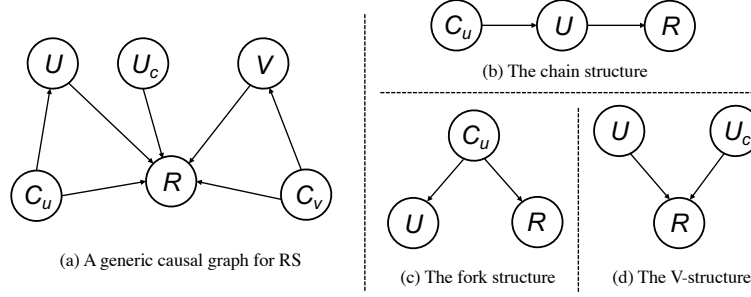 U
U_c
V
C_u
R
C_v
(a) A generic causal graph for RS
C_u
U
R
(b) The chain structure
C_u
U
R
(c) The fork structure
U
U_c
R
(d) The V-structure